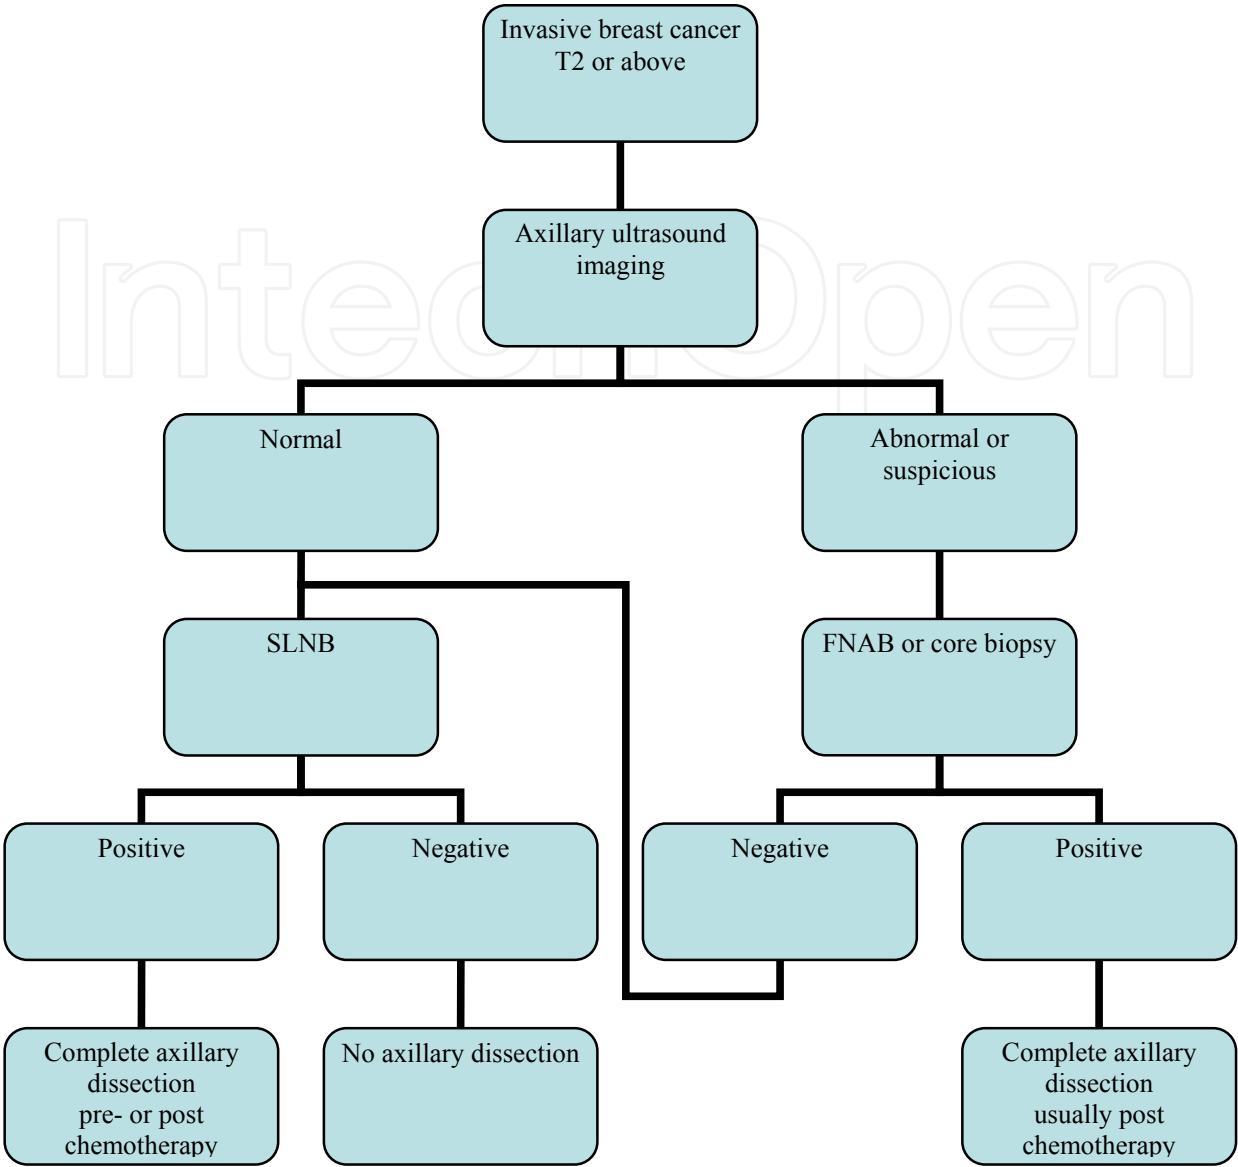 Invasive breast cancer
T2 or above
Axillary ultrasound
imaging
IntechOpen
Normal
Abnormal or
suspicious
SLNB
FNAB or core biopsy
Positive
Negative
Negative
Positive
Complete axillary
dissection
pre- or post
chemotherapy
No axillary dissection
Complete axillary
dissection
usually post
chemotherapy